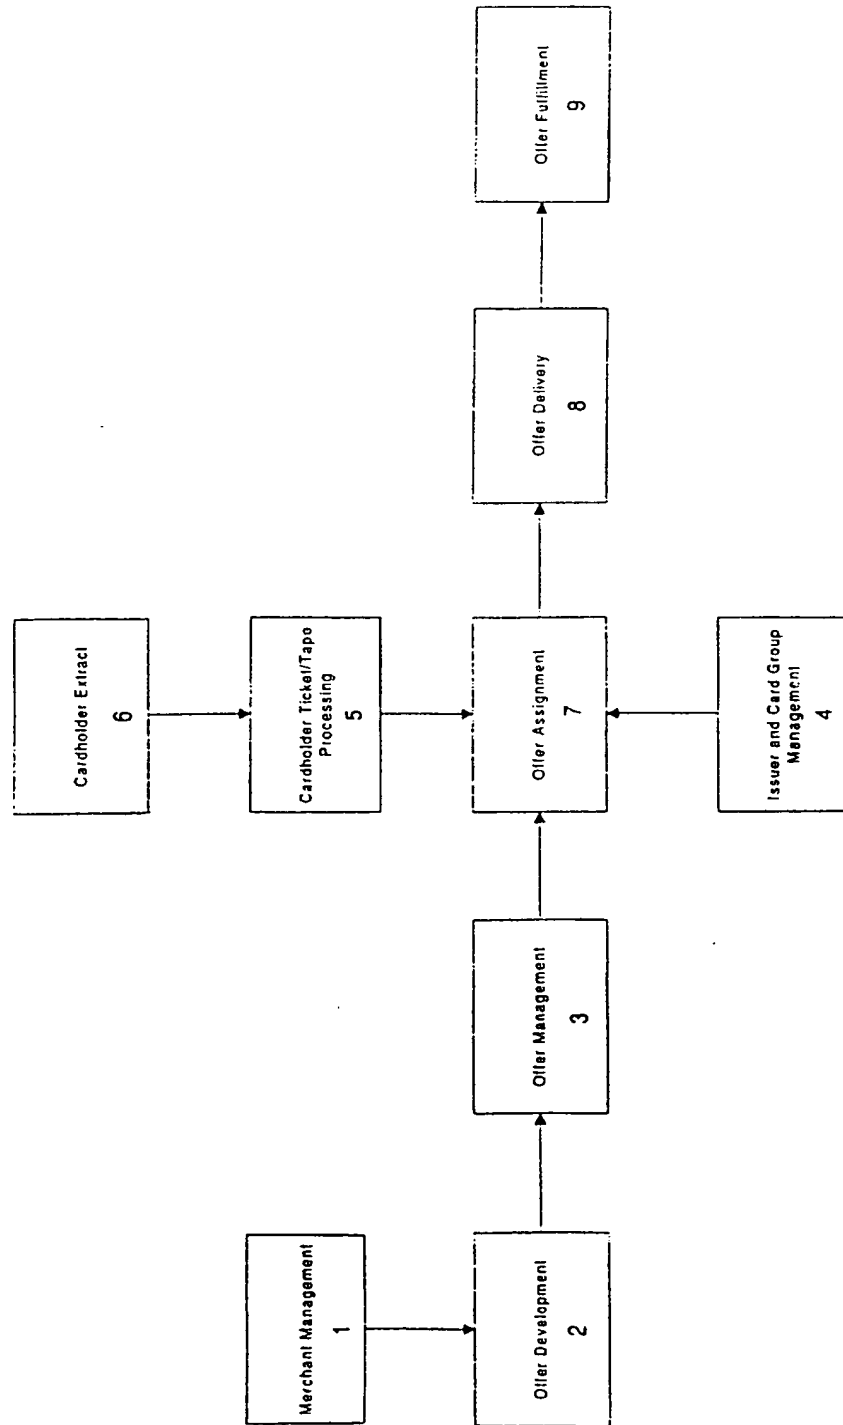 Merchant Management
1
Offer Development
2
Offer Management
3
Issuer and Card Group
Management
4
Cardholder Ticket/Tapo
Processing
5
Cardholder Extract
6
Offer Assignment
7
Offer Delivery
8
Offer Fulfillment
9